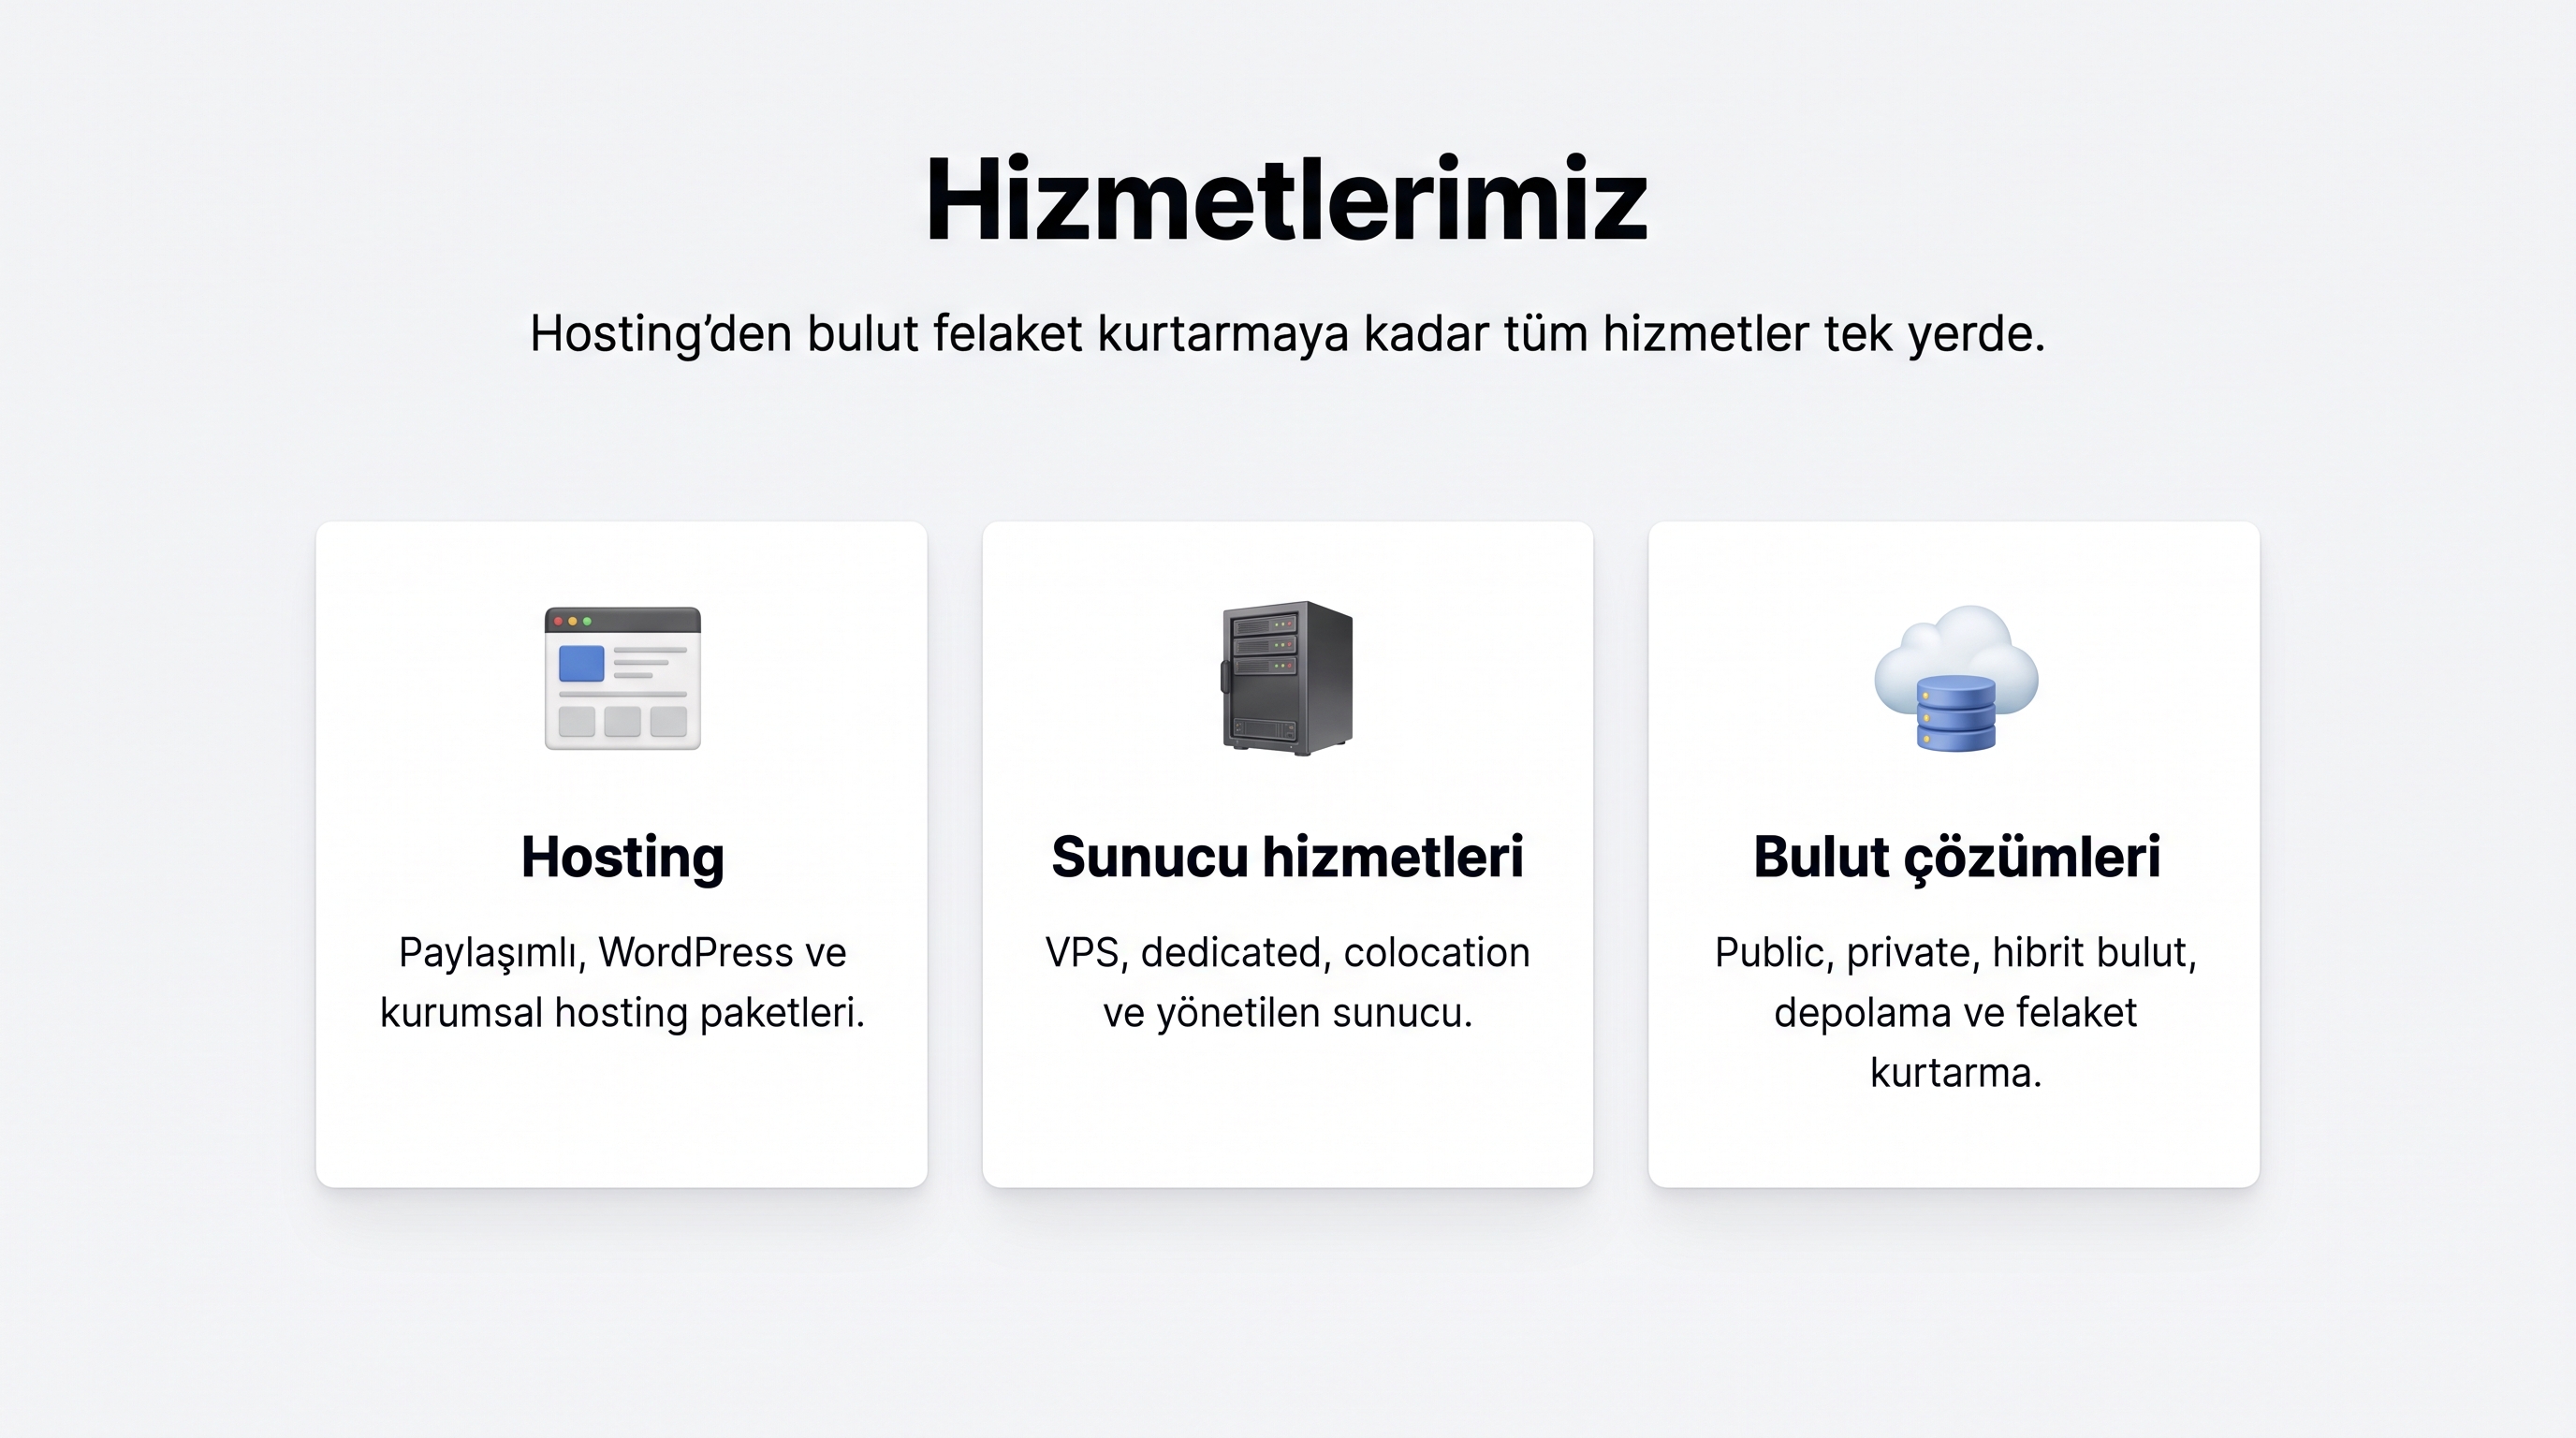 Hizmetlerimiz
Hosting’den bulut felaket kurtarmaya kadar tüm hizmetler tek yerde.
Hosting
Paylaşımlı, WordPress ve
kurumsal hosting paketleri.
Sunucu hizmetleri
VPS, dedicated, colocation
ve yönetilen sunucu.
Bulut çözümleri
Public, private, hibrit bulut,
depolama ve felaket
kurtarma.